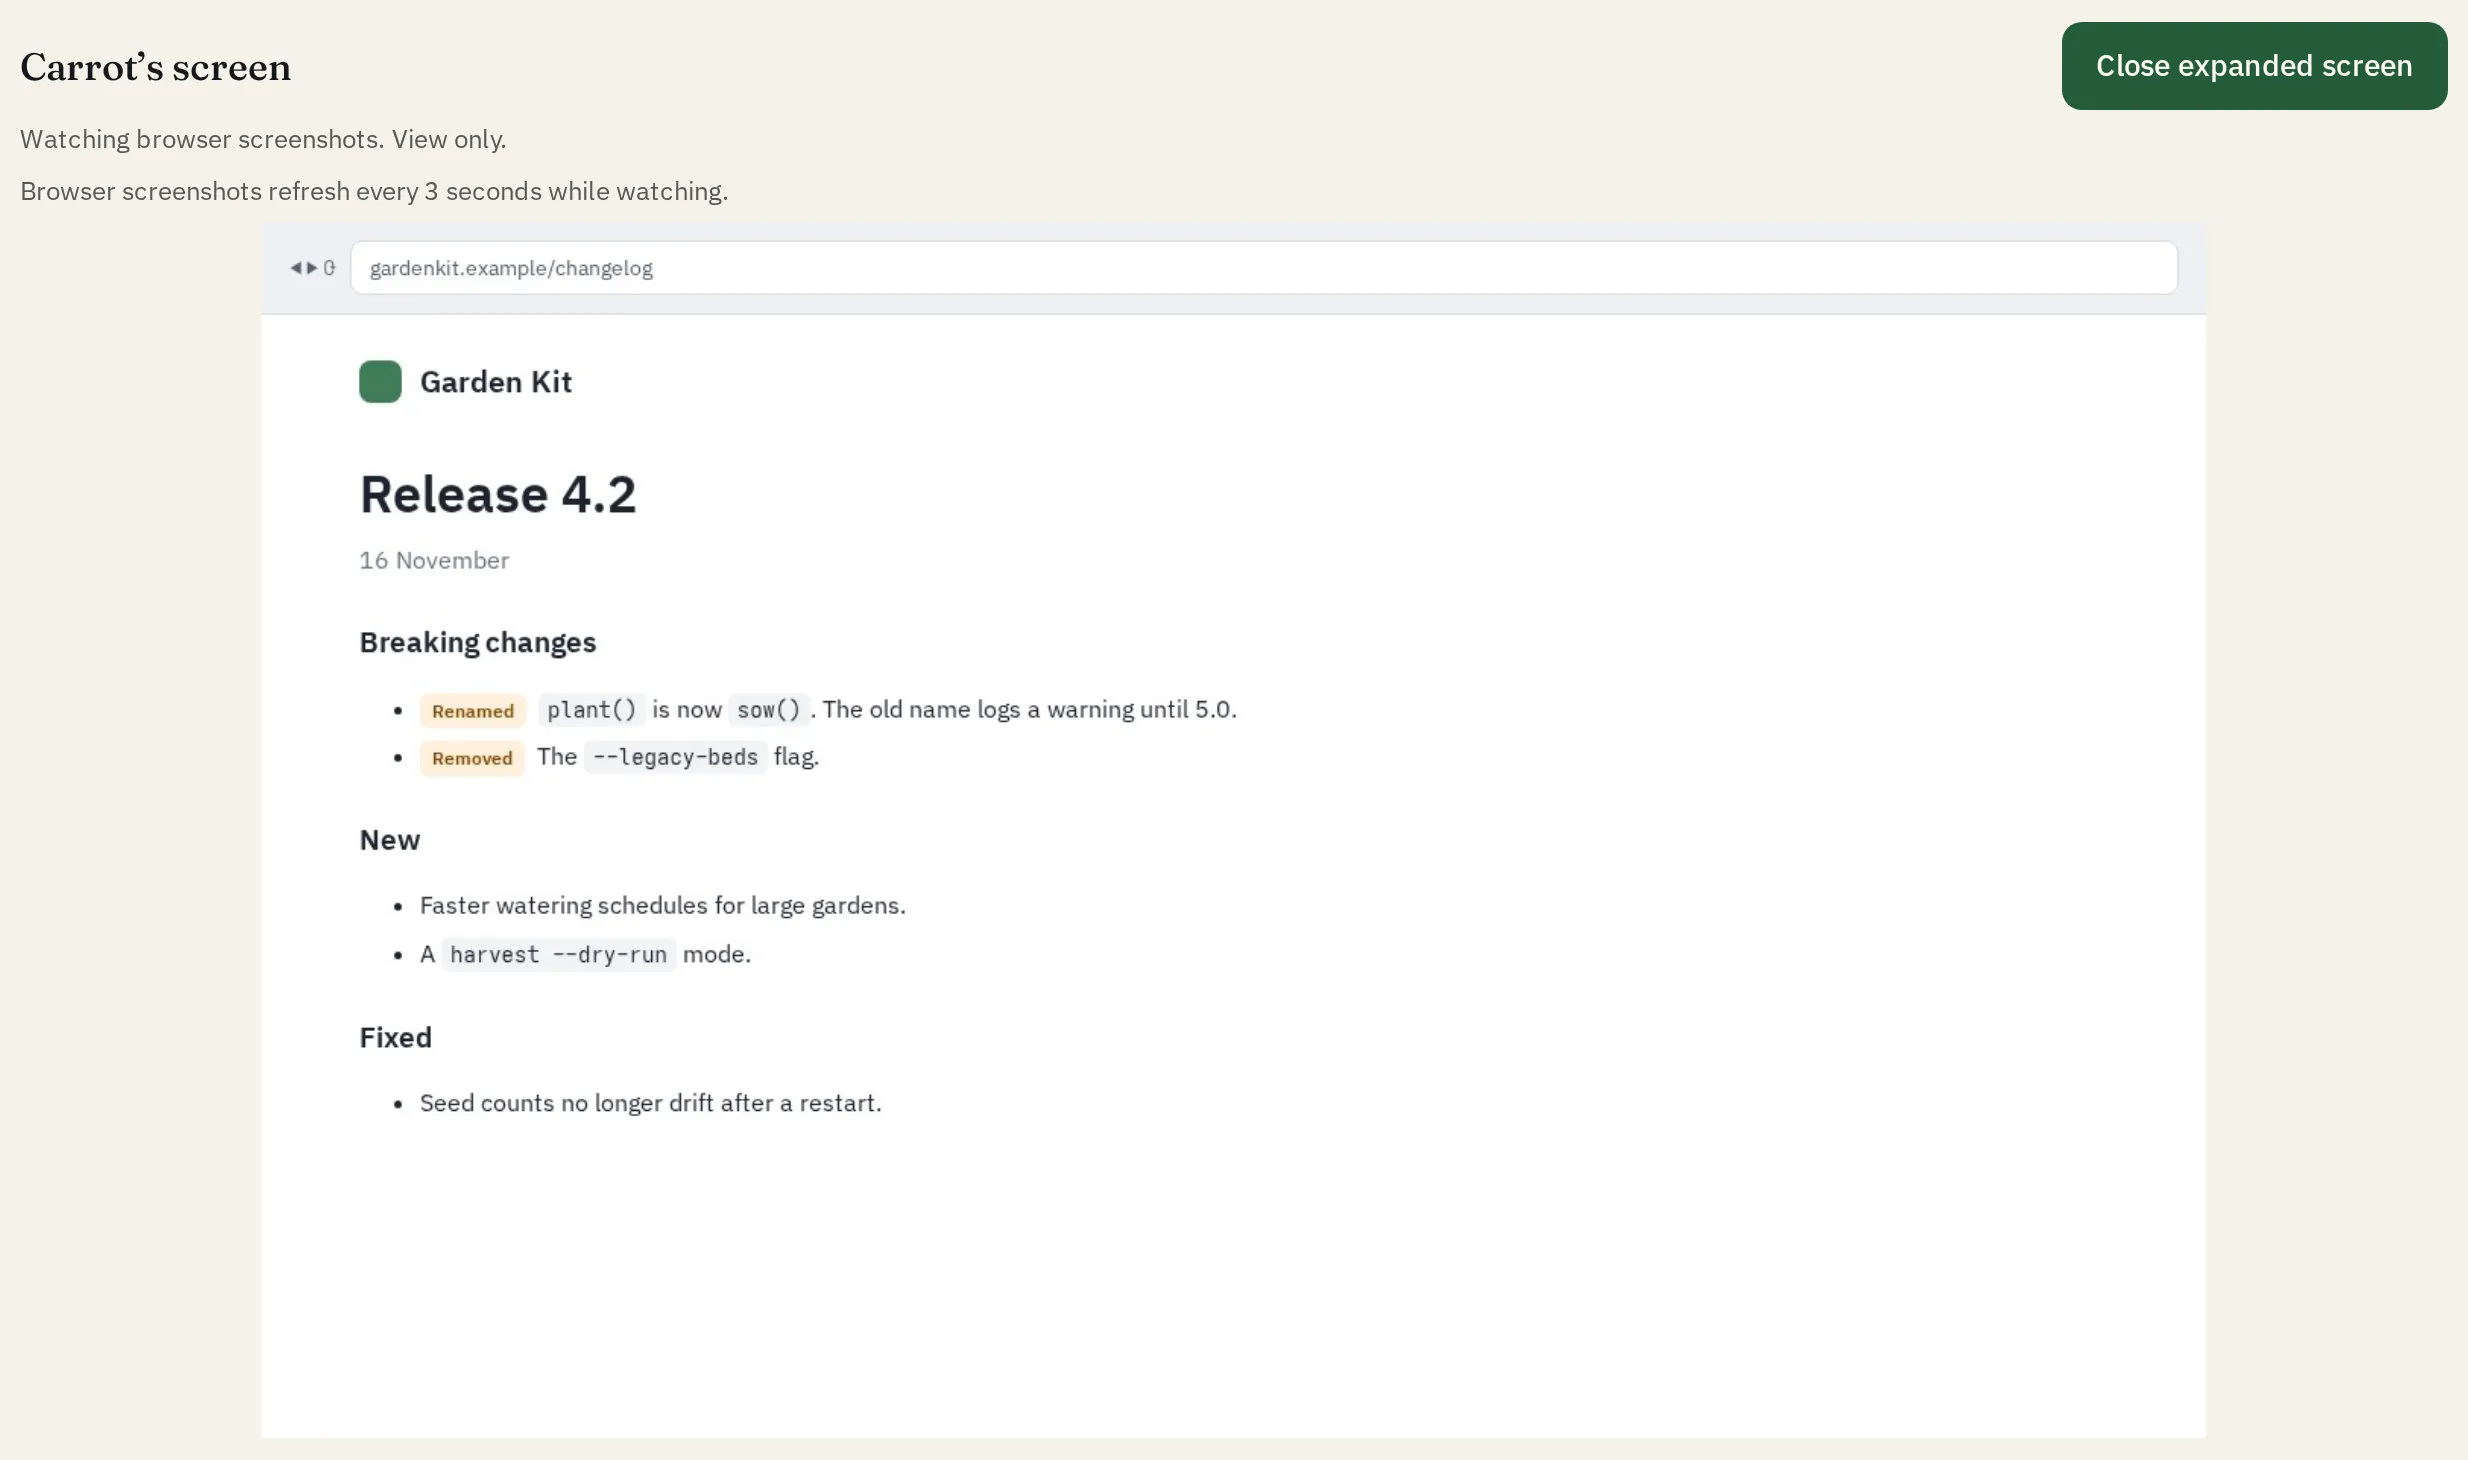 Carrot’s screen
Close expanded screen
Watching browser screenshots. View only.
Browser screenshots refresh every 3 seconds while watching.
gardenkit.example/changelog
Garden Kit
Release 4.2
16 November
Breaking changes
Renamed plant() is now sow(). The old name logs a warning until 5.0.
Removed The --legacy-beds flag.
New
Faster watering schedules for large gardens.
A harvest --dry-run mode.
Fixed
Seed counts no longer drift after a restart.